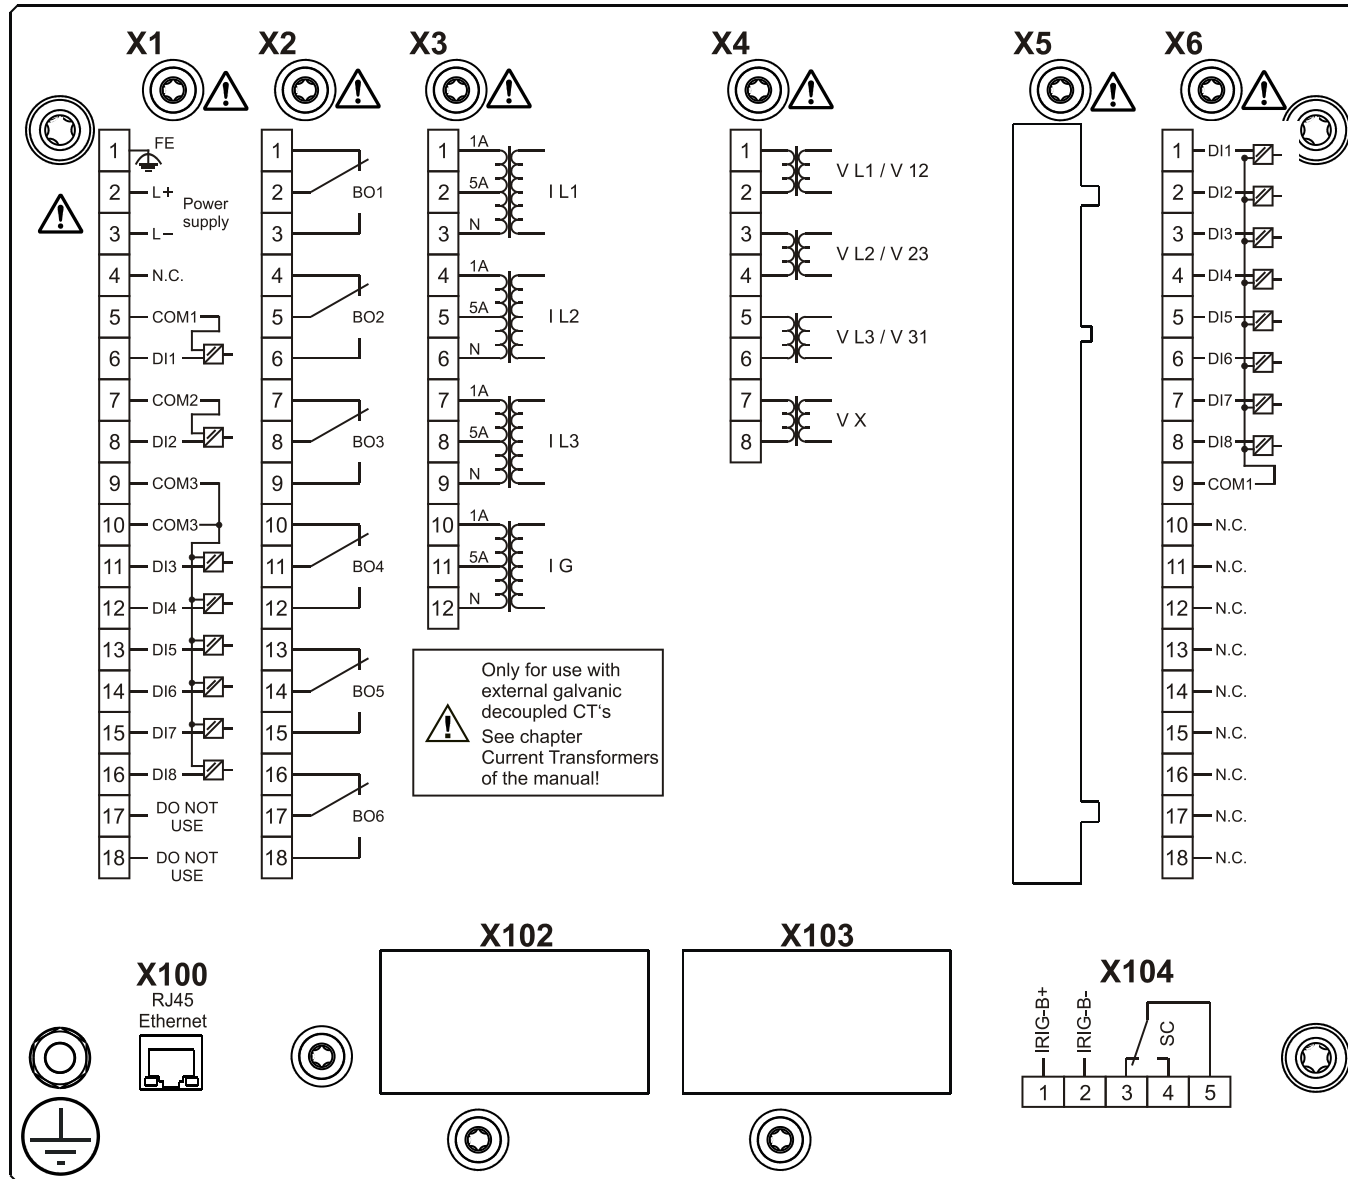 X1
1
FE
2
L+
Power
supply
3
L–
4
N.C.
5
COM1
6
DI1
7
COM2
8
DI2
9
COM3
10
COM3
11
DI3
12
DI4
13
DI5
14
DI6
15
DI7
16
DI8
17
DO NOT
USE
18
DO NOT
USE
X2
1
2
BO1
3
4
5
BO2
6
7
8
BO3
9
10
11
BO4
12
13
14
BO5
15
16
17
BO6
18
X3
1
1A
2
5A
I L1
3
N
4
1A
5
5A
I L2
6
N
7
1A
8
5A
I L3
9
N
10
1A
11
5A
I G
12
N
Only for use with
external galvanic
decoupled CT‘s
See chapter
Current Transformers
of the manual!
X4
1
V L1 / V 12
2
3
V L2 / V 23
4
5
V L3 / V 31
6
7
V X
8
X5
X6
1
DI1
2
DI2
3
DI3
4
DI4
5
DI5
6
DI6
7
DI7
8
DI8
9
COM1
10
N.C.
11
N.C.
12
N.C.
13
N.C.
14
N.C.
15
N.C.
16
N.C.
17
N.C.
18
N.C.
X100
RJ45
Ethernet
X102
X103
X104
IRIG-B+
IRIG-B-
SC
1 2 3 4 5